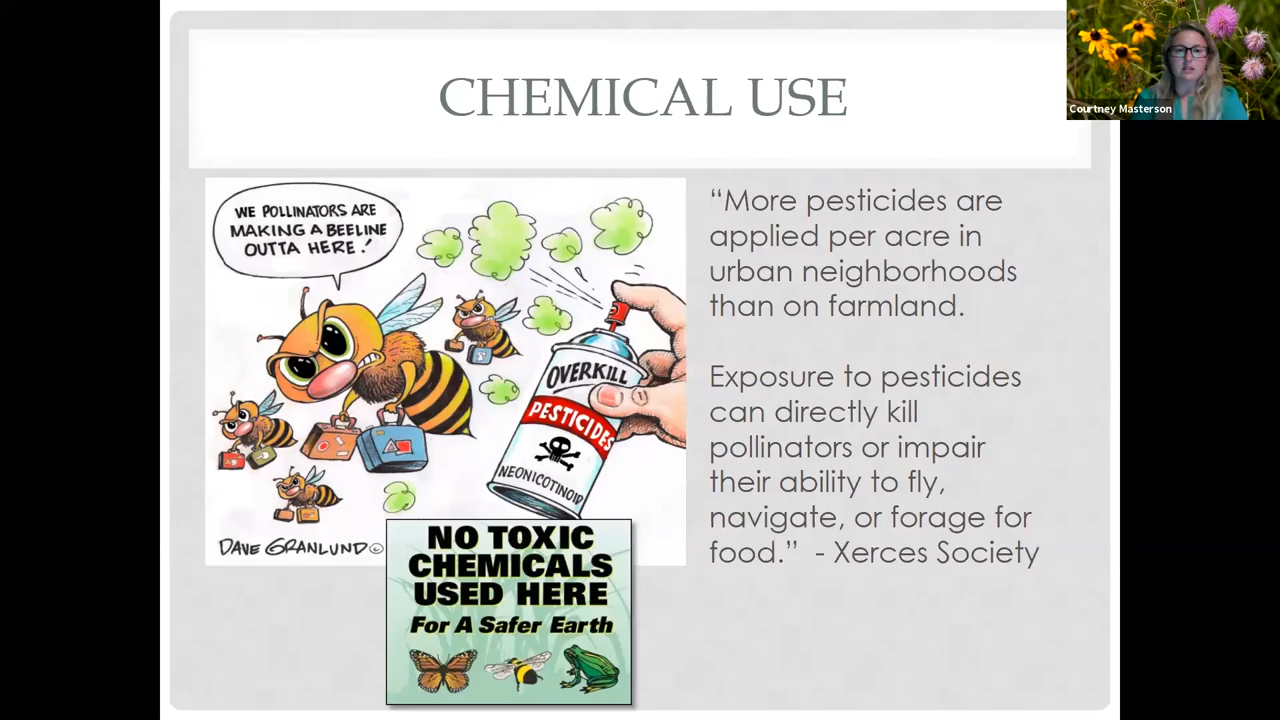 CHEMICAL USE
Courtney Masterson
WE POLLINATORS ARE
MAKING A BEELINE
OUTTA HERE!
OVERKILL
PESTICIDES
NEONICOTINOID
DAVE GRANLUND ©
NO TOXIC
CHEMICALS
USED HERE
For A Safer Earth
“More pesticides are
applied per acre in
urban neighborhoods
than on farmland.
Exposure to pesticides
can directly kill
pollinators or impair
their ability to fly,
navigate, or forage for
food.” - Xerces Society